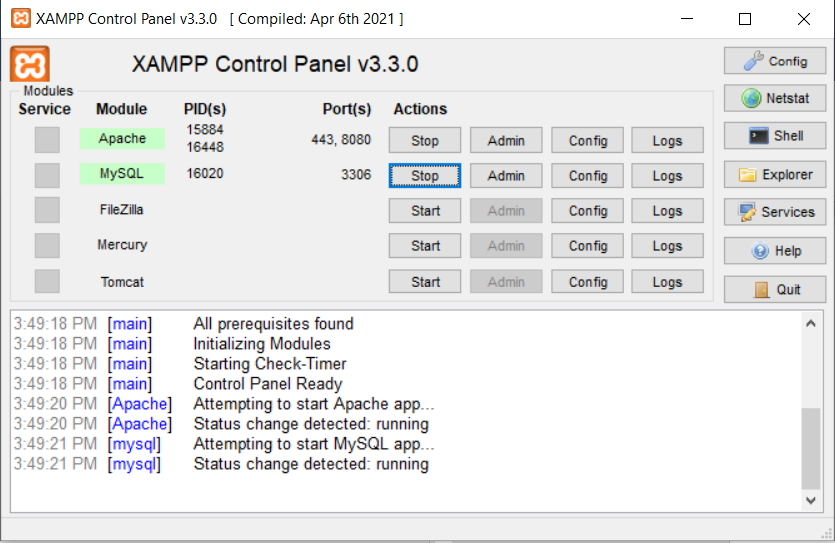 XAMPP Control Panel v3.3.0 [ Compiled: Apr 6th 2021 ]
XAMPP Control Panel v3.3.0
Config
Modules
Service Module PID(s) Port(s) Actions
Netstat
Apache 15884 16448 443, 8080 Stop Admin Config Logs
Shell
MySQL 16020 3306 Stop Admin Config Logs
Explorer
FileZilla Start Admin Config Logs
Services
Mercury Start Admin Config Logs
Help
Tomcat Start Admin Config Logs
Quit
3:49:18 PM [main] All prerequisites found
3:49:18 PM [main] Initializing Modules
3:49:18 PM [main] Starting Check-Timer
3:49:18 PM [main] Control Panel Ready
3:49:20 PM [Apache] Attempting to start Apache app...
3:49:20 PM [Apache] Status change detected: running
3:49:21 PM [mysql] Attempting to start MySQL app...
3:49:21 PM [mysql] Status change detected: running